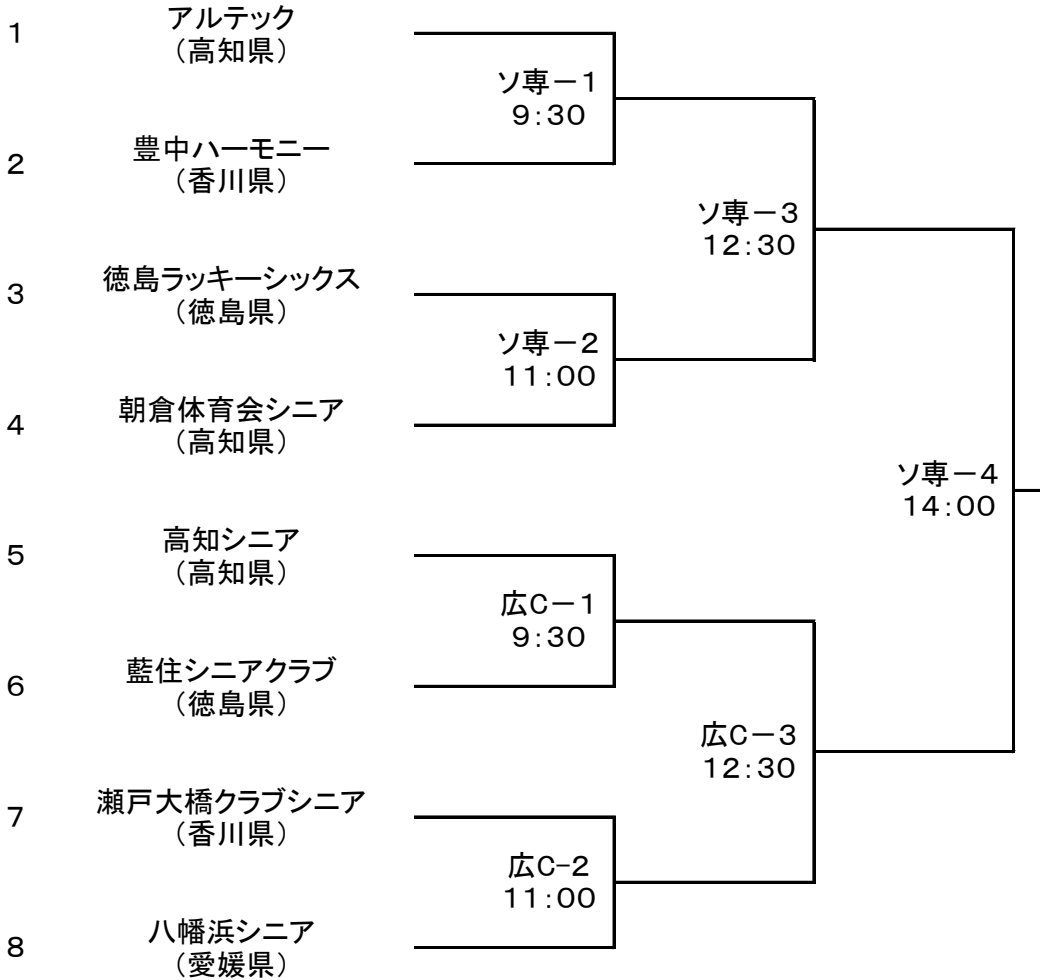 1
アルテック
（高知県）
ソ専－１
９：３０
2
豊中ハーモニー
（香川県）
ソ専－３
１２：３０
3
徳島ラッキーシックス
（徳島県）
ソ専－２
１１：００
4
朝倉体育会シニア
（高知県）
ソ専－４
１４：００
5
高知シニア
（高知県）
広C－１
９：３０
6
藍住シニアクラブ
（徳島県）
広C－３
１２：３０
7
瀬戸大橋クラブシニア
（香川県）
広C-２
１１：００
8
八幡浜シニア
（愛媛県）